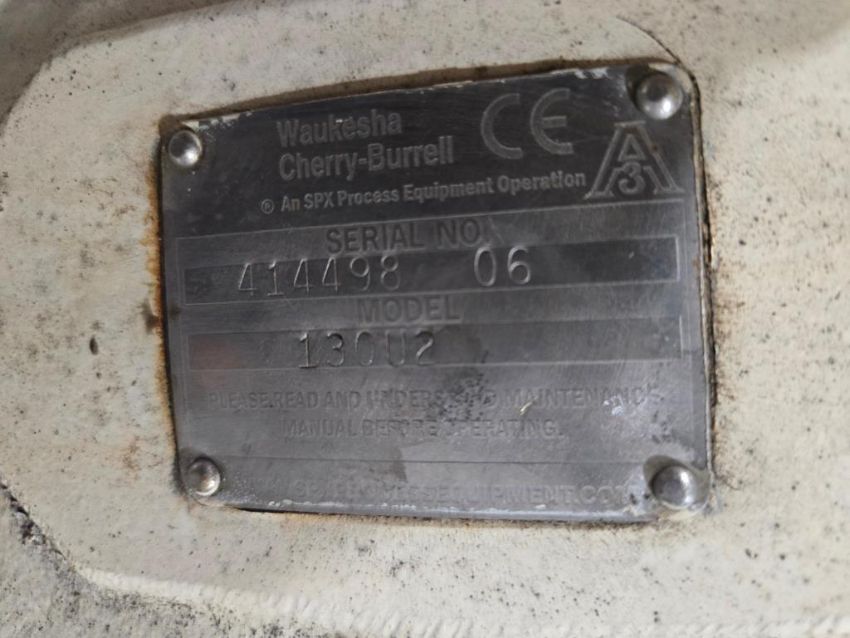 Waukesha
Cherry-Burrell
CE
® An SPX Process Equipment Operation
A
3
SERIAL NO.
414498 06
MODEL
130U2
PLEASE READ AND UNDERSTAND MAINTENANCE
MANUAL BEFORE OPERATING.